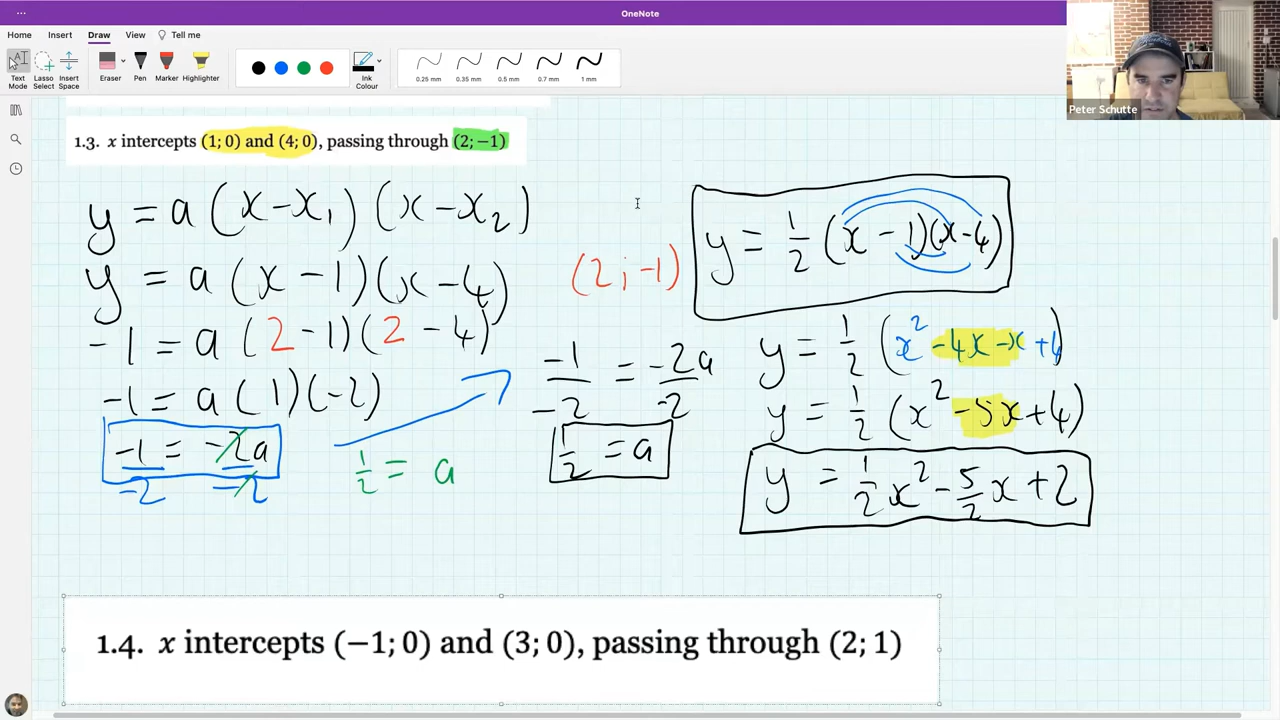 OneNote
Home Insert Draw View Tell me
Text Mode
Lasso Select
Insert Space
Eraser
Pen
Marker
Highlighter
Ink Colour
0.25 mm 0.35 mm 0.5 mm 0.7 mm 1 mm
Peter Schutte
1.3. x intercepts (1; 0) and (4; 0), passing through (2; −1)
y = a (x-x₁) (x-x₂)
y = a (x-1)(x-4)
-1 = a (2-1)(2-4)
-1 = a (1)(-2)
-1 = -2a
-2 -2
1/2 = a
(2;-1)
-1/-2 = -2a/-2
1/2 = a
y = 1/2 (x-1)(x-4)
y = 1/2 (x²-4x-x+4)
y = 1/2 (x²-5x+4)
y = 1/2x² - 5/2x + 2
1.4. x intercepts (−1; 0) and (3; 0), passing through (2; 1)